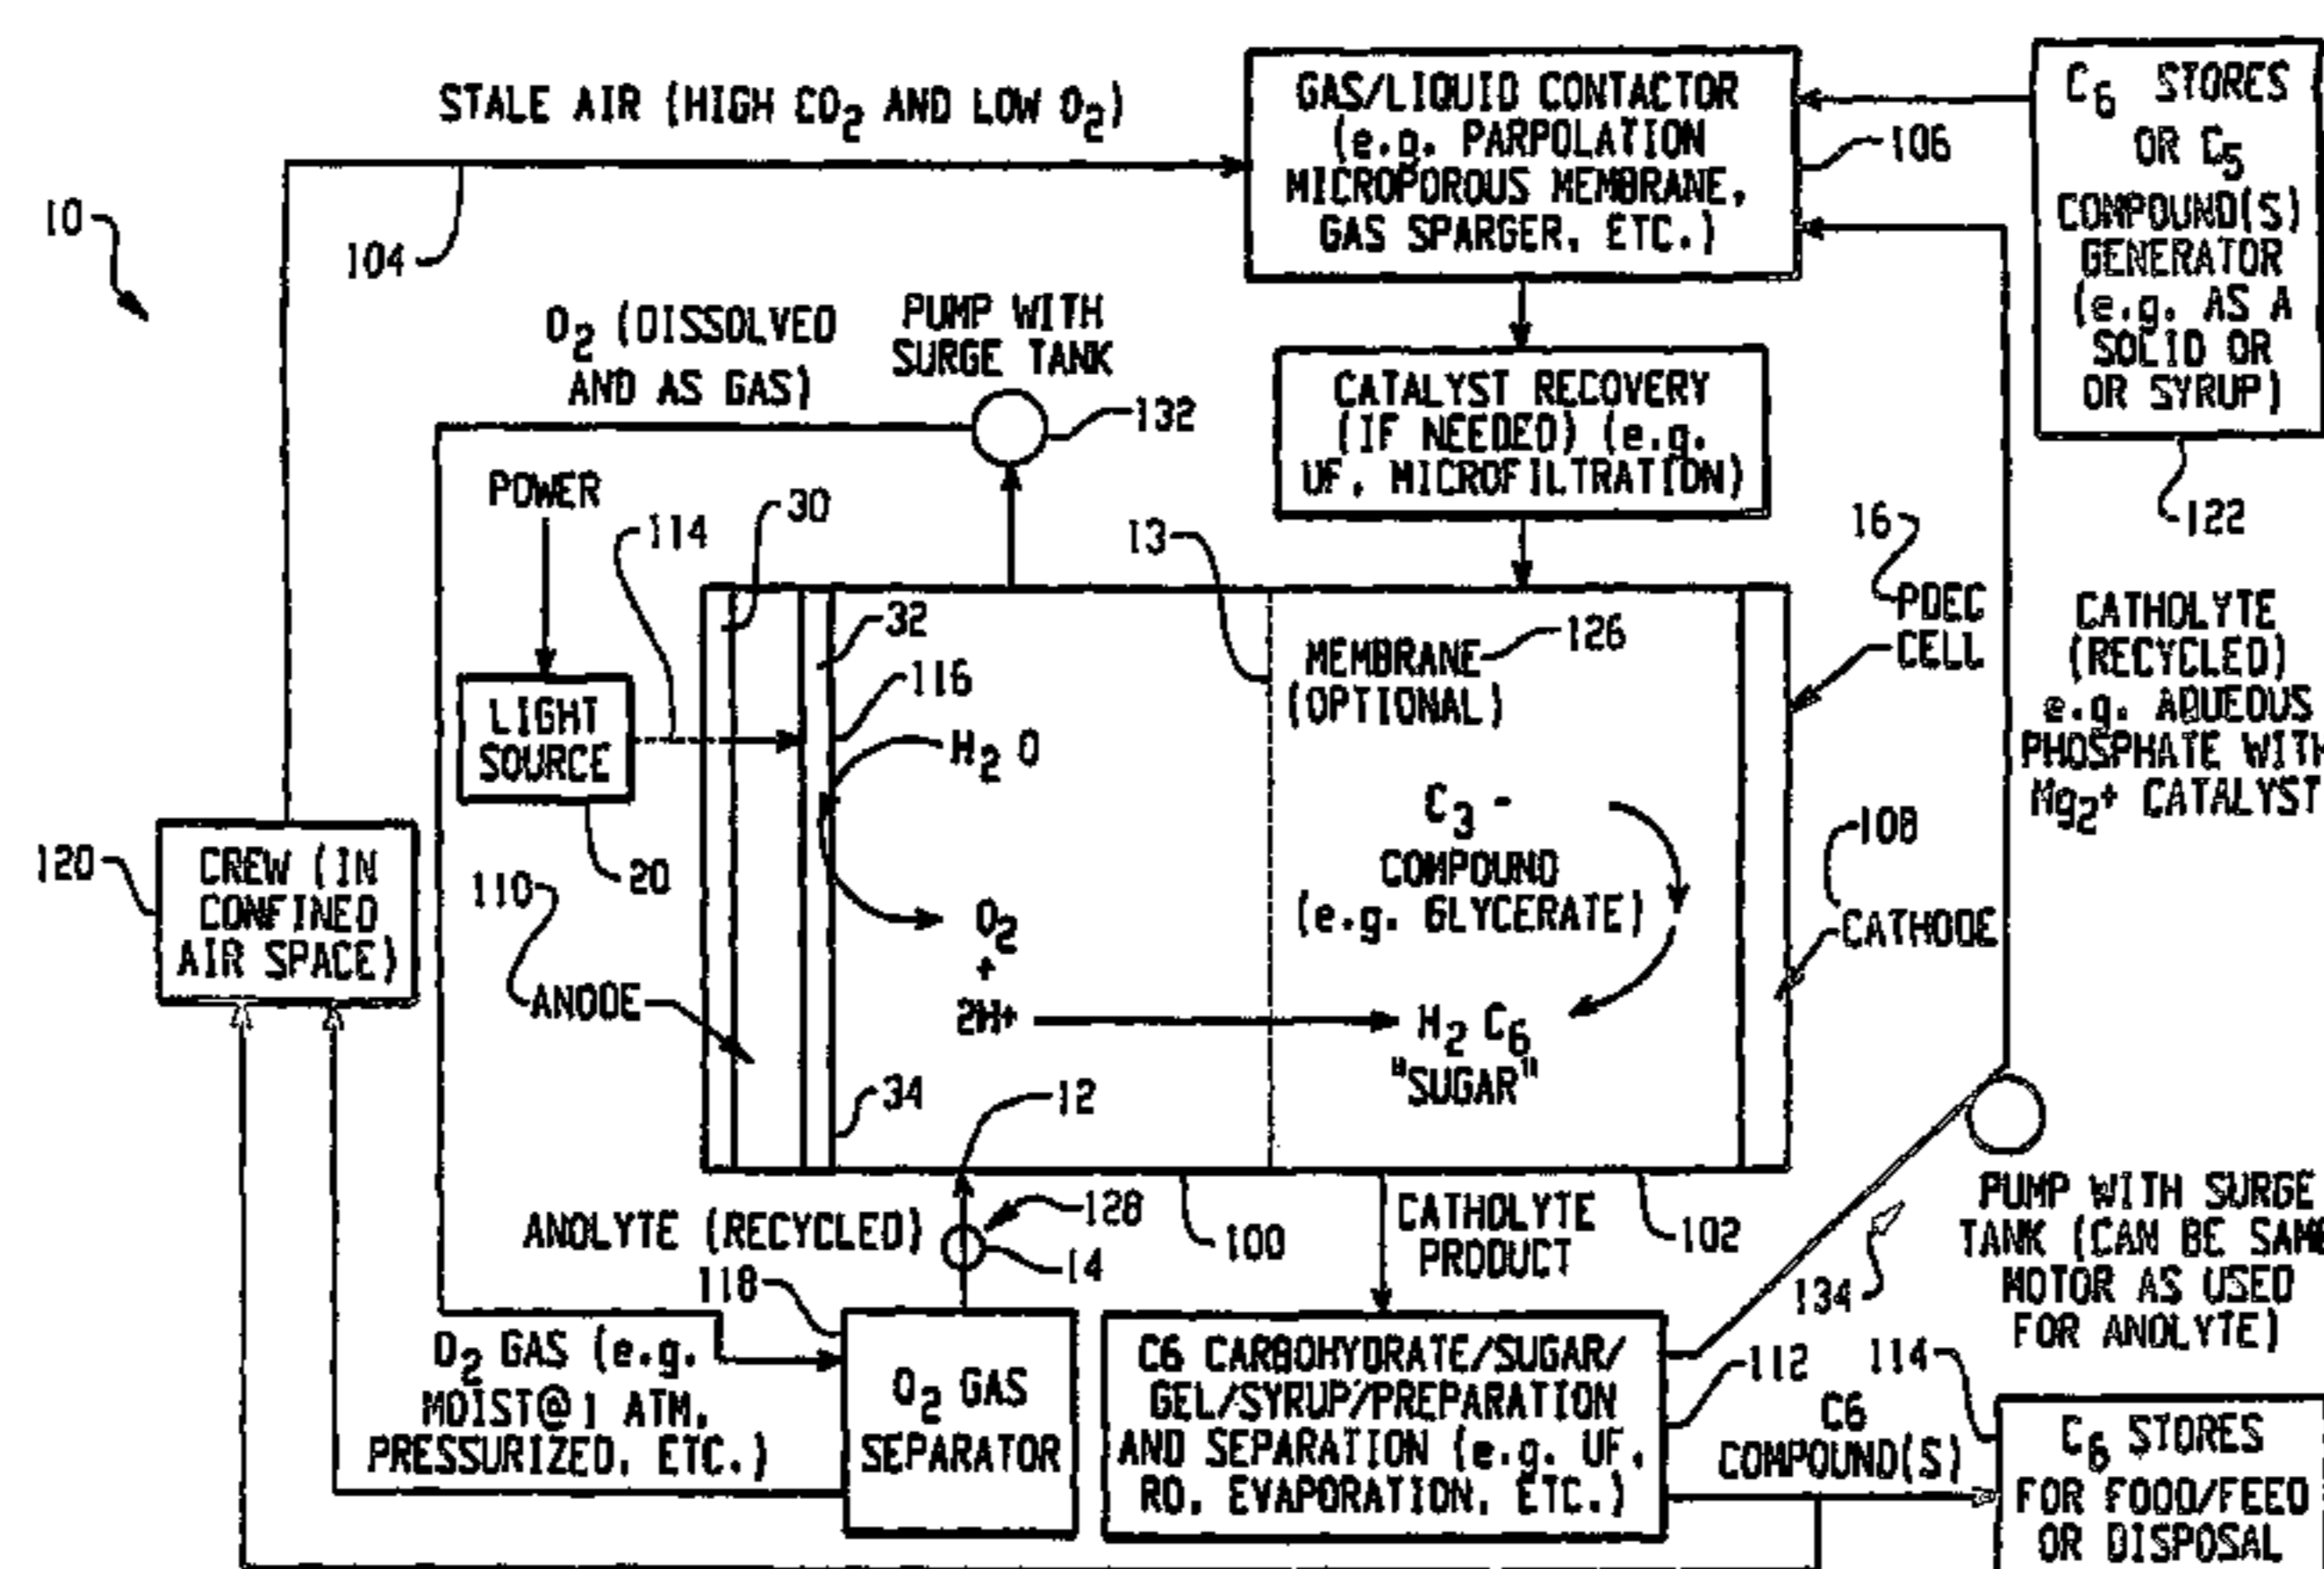 STALE AIR (HIGH CO2 AND LOW O2)
10
104
GAS/LIQUID CONTACTOR
(e.g. PARPOLATION
MICROPOROUS MEMBRANE,
GAS SPARGER, ETC.)
106
C6 STORES
OR C5
COMPOUND(S)
GENERATOR
(e.g. AS A
SOLID OR
OR SYRUP)
122
O2 (DISSOLVED
AND AS GAS)
PUMP WITH
SURGE TANK
132
CATALYST RECOVERY
(IF NEEDED) (e.g.
UF, MICROFILTRATION)
POWER
114
30
13
16
PDEC
CELL
32
116
MEMBRANE
(OPTIONAL)
126
CATHOLYTE
(RECYCLED)
e.g. AQUEOUS
PHOSPHATE WITH
Mg2+ CATALYST
LIGHT
SOURCE
20
H2 O
C3 -
COMPOUND
(e.g. GLYCERATE)
108
CATHODE
120
CREW (IN
CONFINED
AIR SPACE)
110
ANODE
O2
+
2H+
H2 C6
"SUGAR"
34
12
ANOLYTE (RECYCLED)
128
14
100
CATHOLYTE
PRODUCT
102
PUMP WITH SURGE
TANK (CAN BE SAME
MOTOR AS USED
FOR ANOLYTE)
134
118
O2 GAS (e.g.
MOIST@1 ATM,
PRESSURIZED, ETC.)
O2 GAS
SEPARATOR
C6 CARBOHYDRATE/SUGAR/
GEL/SYRUP/PREPARATION
AND SEPARATION (e.g. UF,
RO, EVAPORATION, ETC.)
112
C6
COMPOUND(S)
114
C6 STORES
FOR FOOD/FEED
OR DISPOSAL